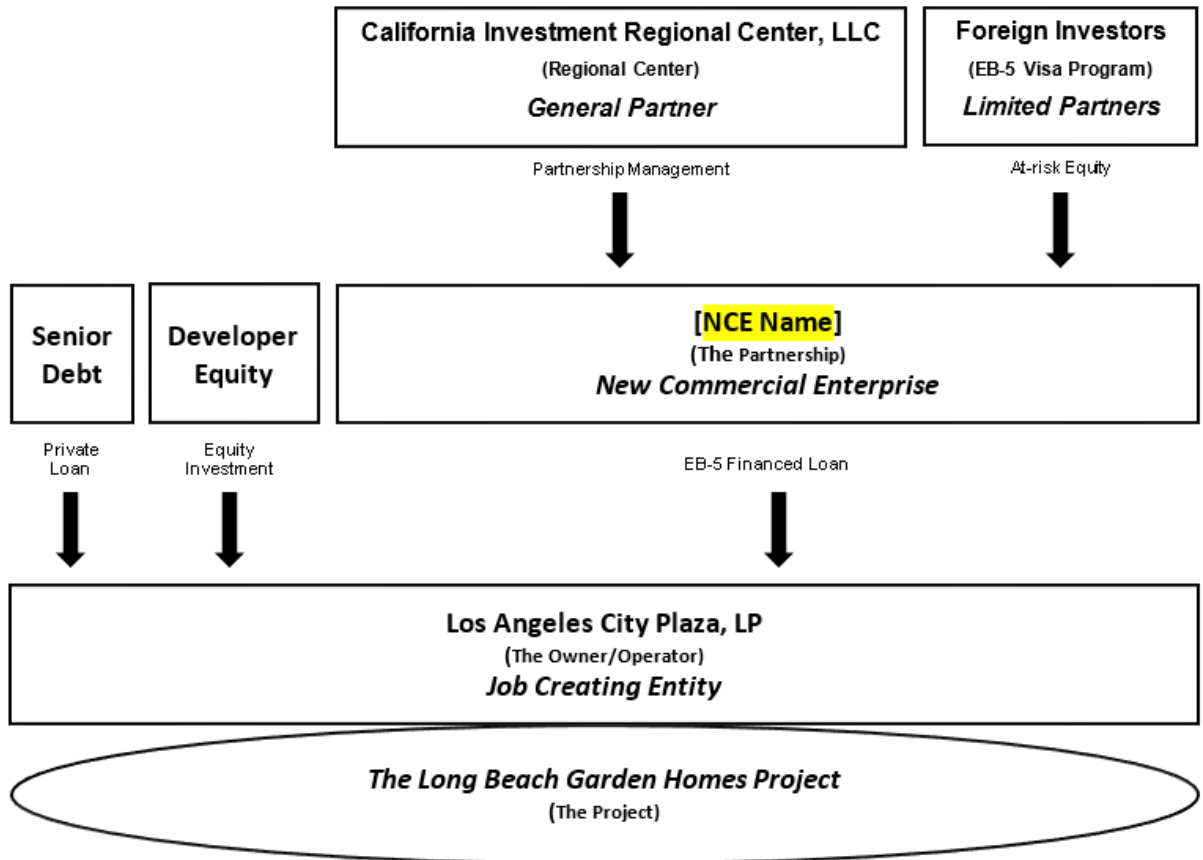 California Investment Regional Center, LLC
(Regional Center)
General Partner
Foreign Investors
(EB-5 Visa Program)
Limited Partners
Partnership Management
At-risk Equity
Senior
Debt
Developer
Equity
[NCE Name]
(The Partnership)
New Commercial Enterprise
Private
Loan
Equity
Investment
EB-5 Financed Loan
Los Angeles City Plaza, LP
(The Owner/Operator)
Job Creating Entity
The Long Beach Garden Homes Project
(The Project)